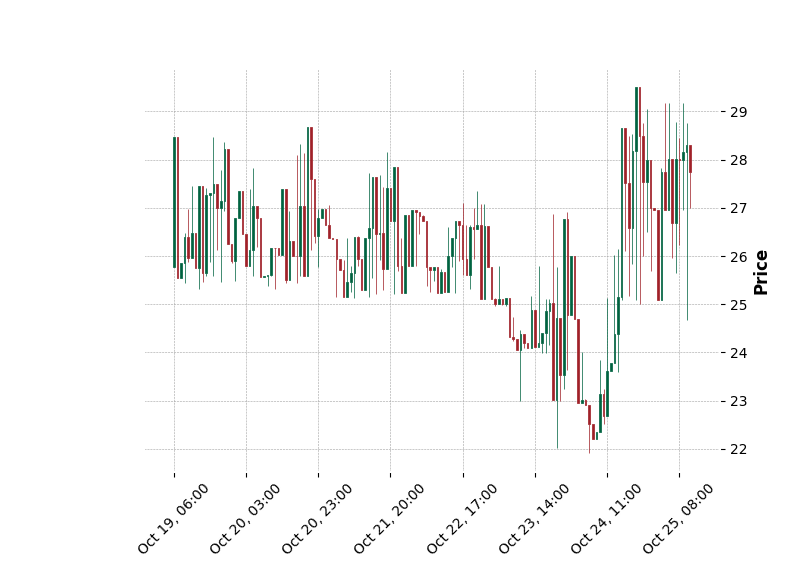 29
28
27
26
25
24
23
22
Price
Oct 19, 06:00
Oct 20, 03:00
Oct 20, 23:00
Oct 21, 20:00
Oct 22, 17:00
Oct 23, 14:00
Oct 24, 11:00
Oct 25, 08:00